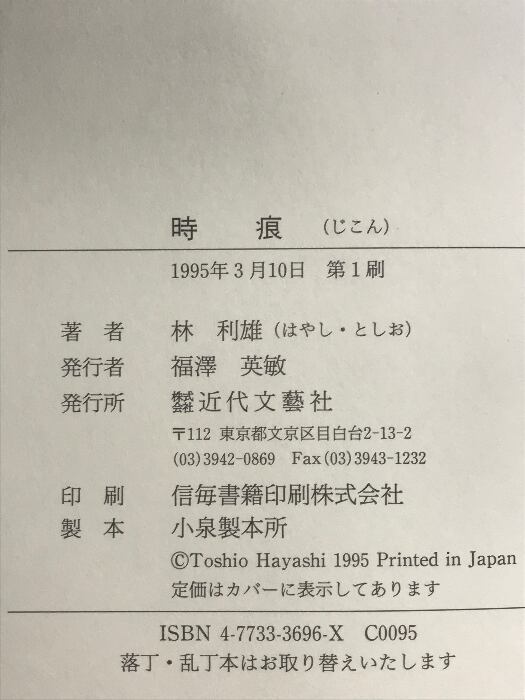 時 痕 （じこん）
1995年3月10日 第1刷
著 者 林 利雄（はやし・としお）
発行者 福澤 英敏
発行所 株式会社近代文藝社
〒112 東京都文京区目白台2-13-2
(03)3942-0869 Fax(03)3943-1232
印 刷 信毎書籍印刷株式会社
製 本 小泉製本所
©Toshio Hayashi 1995 Printed in Japan
定価はカバーに表示してあります
ISBN 4-7733-3696-X C0095
落丁・乱丁本はお取り替えいたします